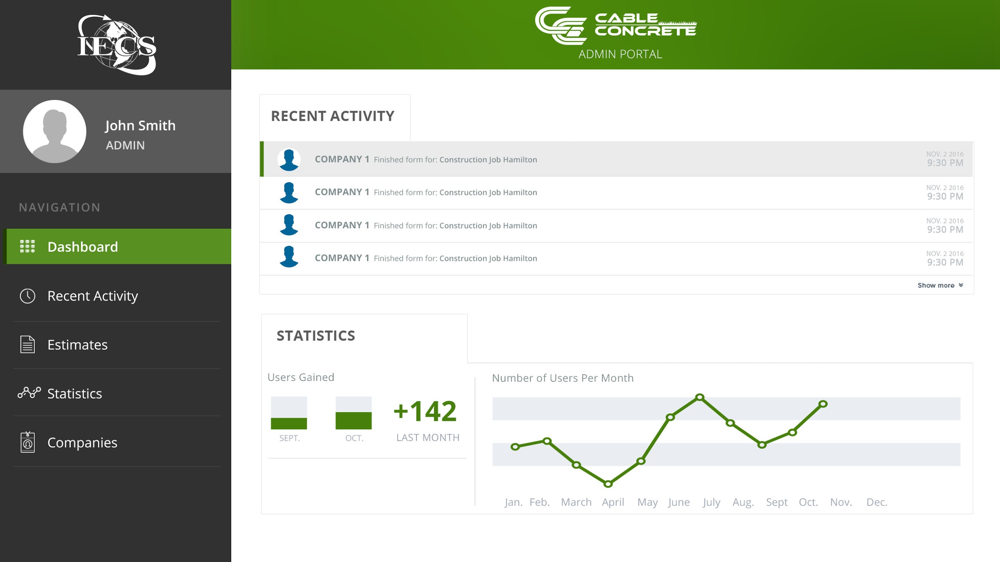 IECS
CABLE
CONCRETE
ADMIN PORTAL
John Smith
ADMIN
NAVIGATION
Dashboard
Recent Activity
Estimates
Statistics
Companies
RECENT ACTIVITY
COMPANY 1 Finished form for: Construction Job Hamilton
NOV. 2 2016
9:30 PM
COMPANY 1 Finished form for: Construction Job Hamilton
NOV. 2 2016
9:30 PM
COMPANY 1 Finished form for: Construction Job Hamilton
NOV. 2 2016
9:30 PM
COMPANY 1 Finished form for: Construction Job Hamilton
NOV. 2 2016
9:30 PM
Show more
STATISTICS
Users Gained
SEPT.
OCT.
+142
LAST MONTH
Number of Users Per Month
Jan. Feb. March April May June July Aug. Sept Oct. Nov. Dec.